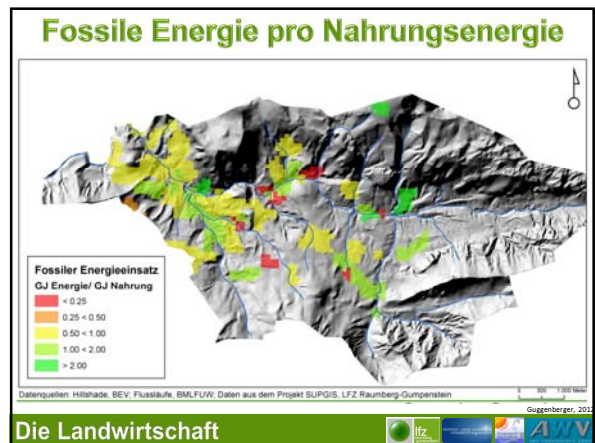 Fossile Energie pro Nahrungsenergie
Fossiler Energieeinsatz
GJ Energie/ GJ Nahrung
< 0.25
0.25 < 0.50
0.50 < 1.00
1.00 < 2.00
> 2.00
0 500 1.000 Meter
Datenquellen: Hillshade, BEV; Flussläufe, BMLFUW; Daten aus dem Projekt SUPGIS, LFZ Raumberg-Gumpenstein
Guggenberger, 2012
Die Landwirtschaft
lfz
AWV